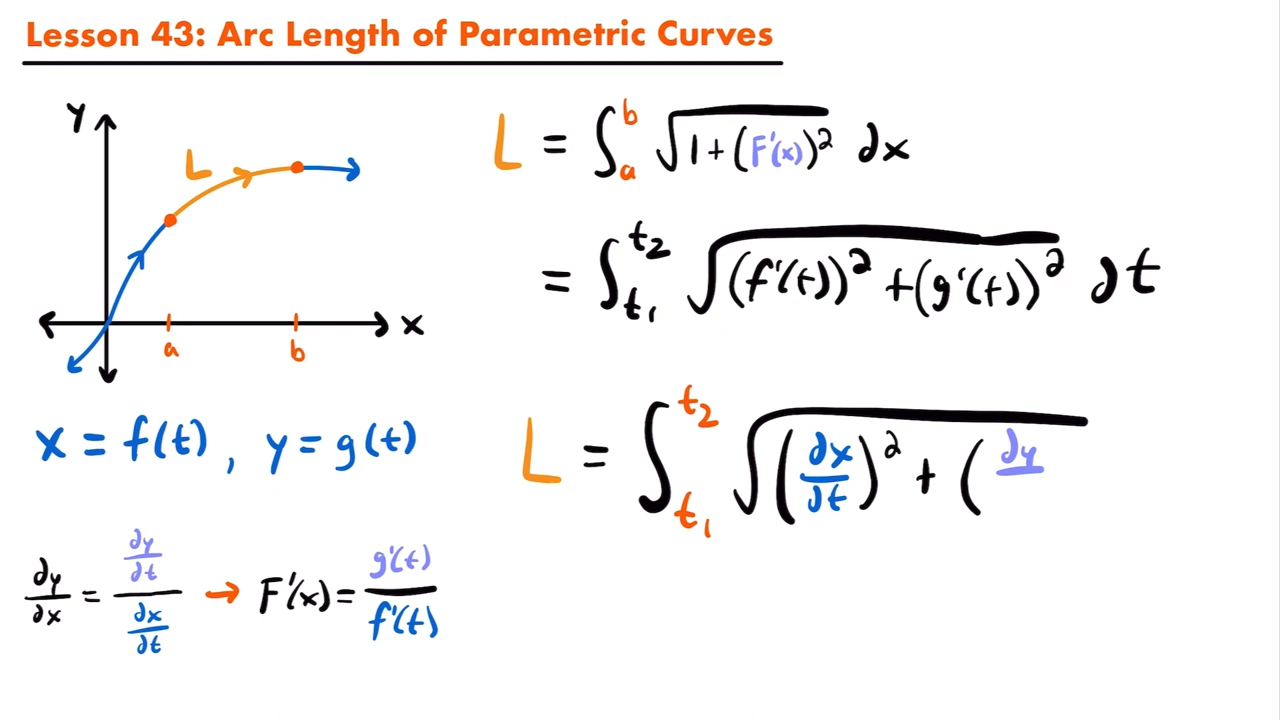 Lesson 43: Arc Length of Parametric Curves
y
L
x
a b
L = ∫_a^b √(1 + (F'(x))²) dx
= ∫_{t₁}^{t₂} √((f'(t))² + (g'(t))²) dt
x = f(t) , y = g(t)
L = ∫_{t₁}^{t₂} √((dx/dt)² + (dy/
dy/dx = (dy/dt)/(dx/dt) → F'(x) = g'(t)/f'(t)